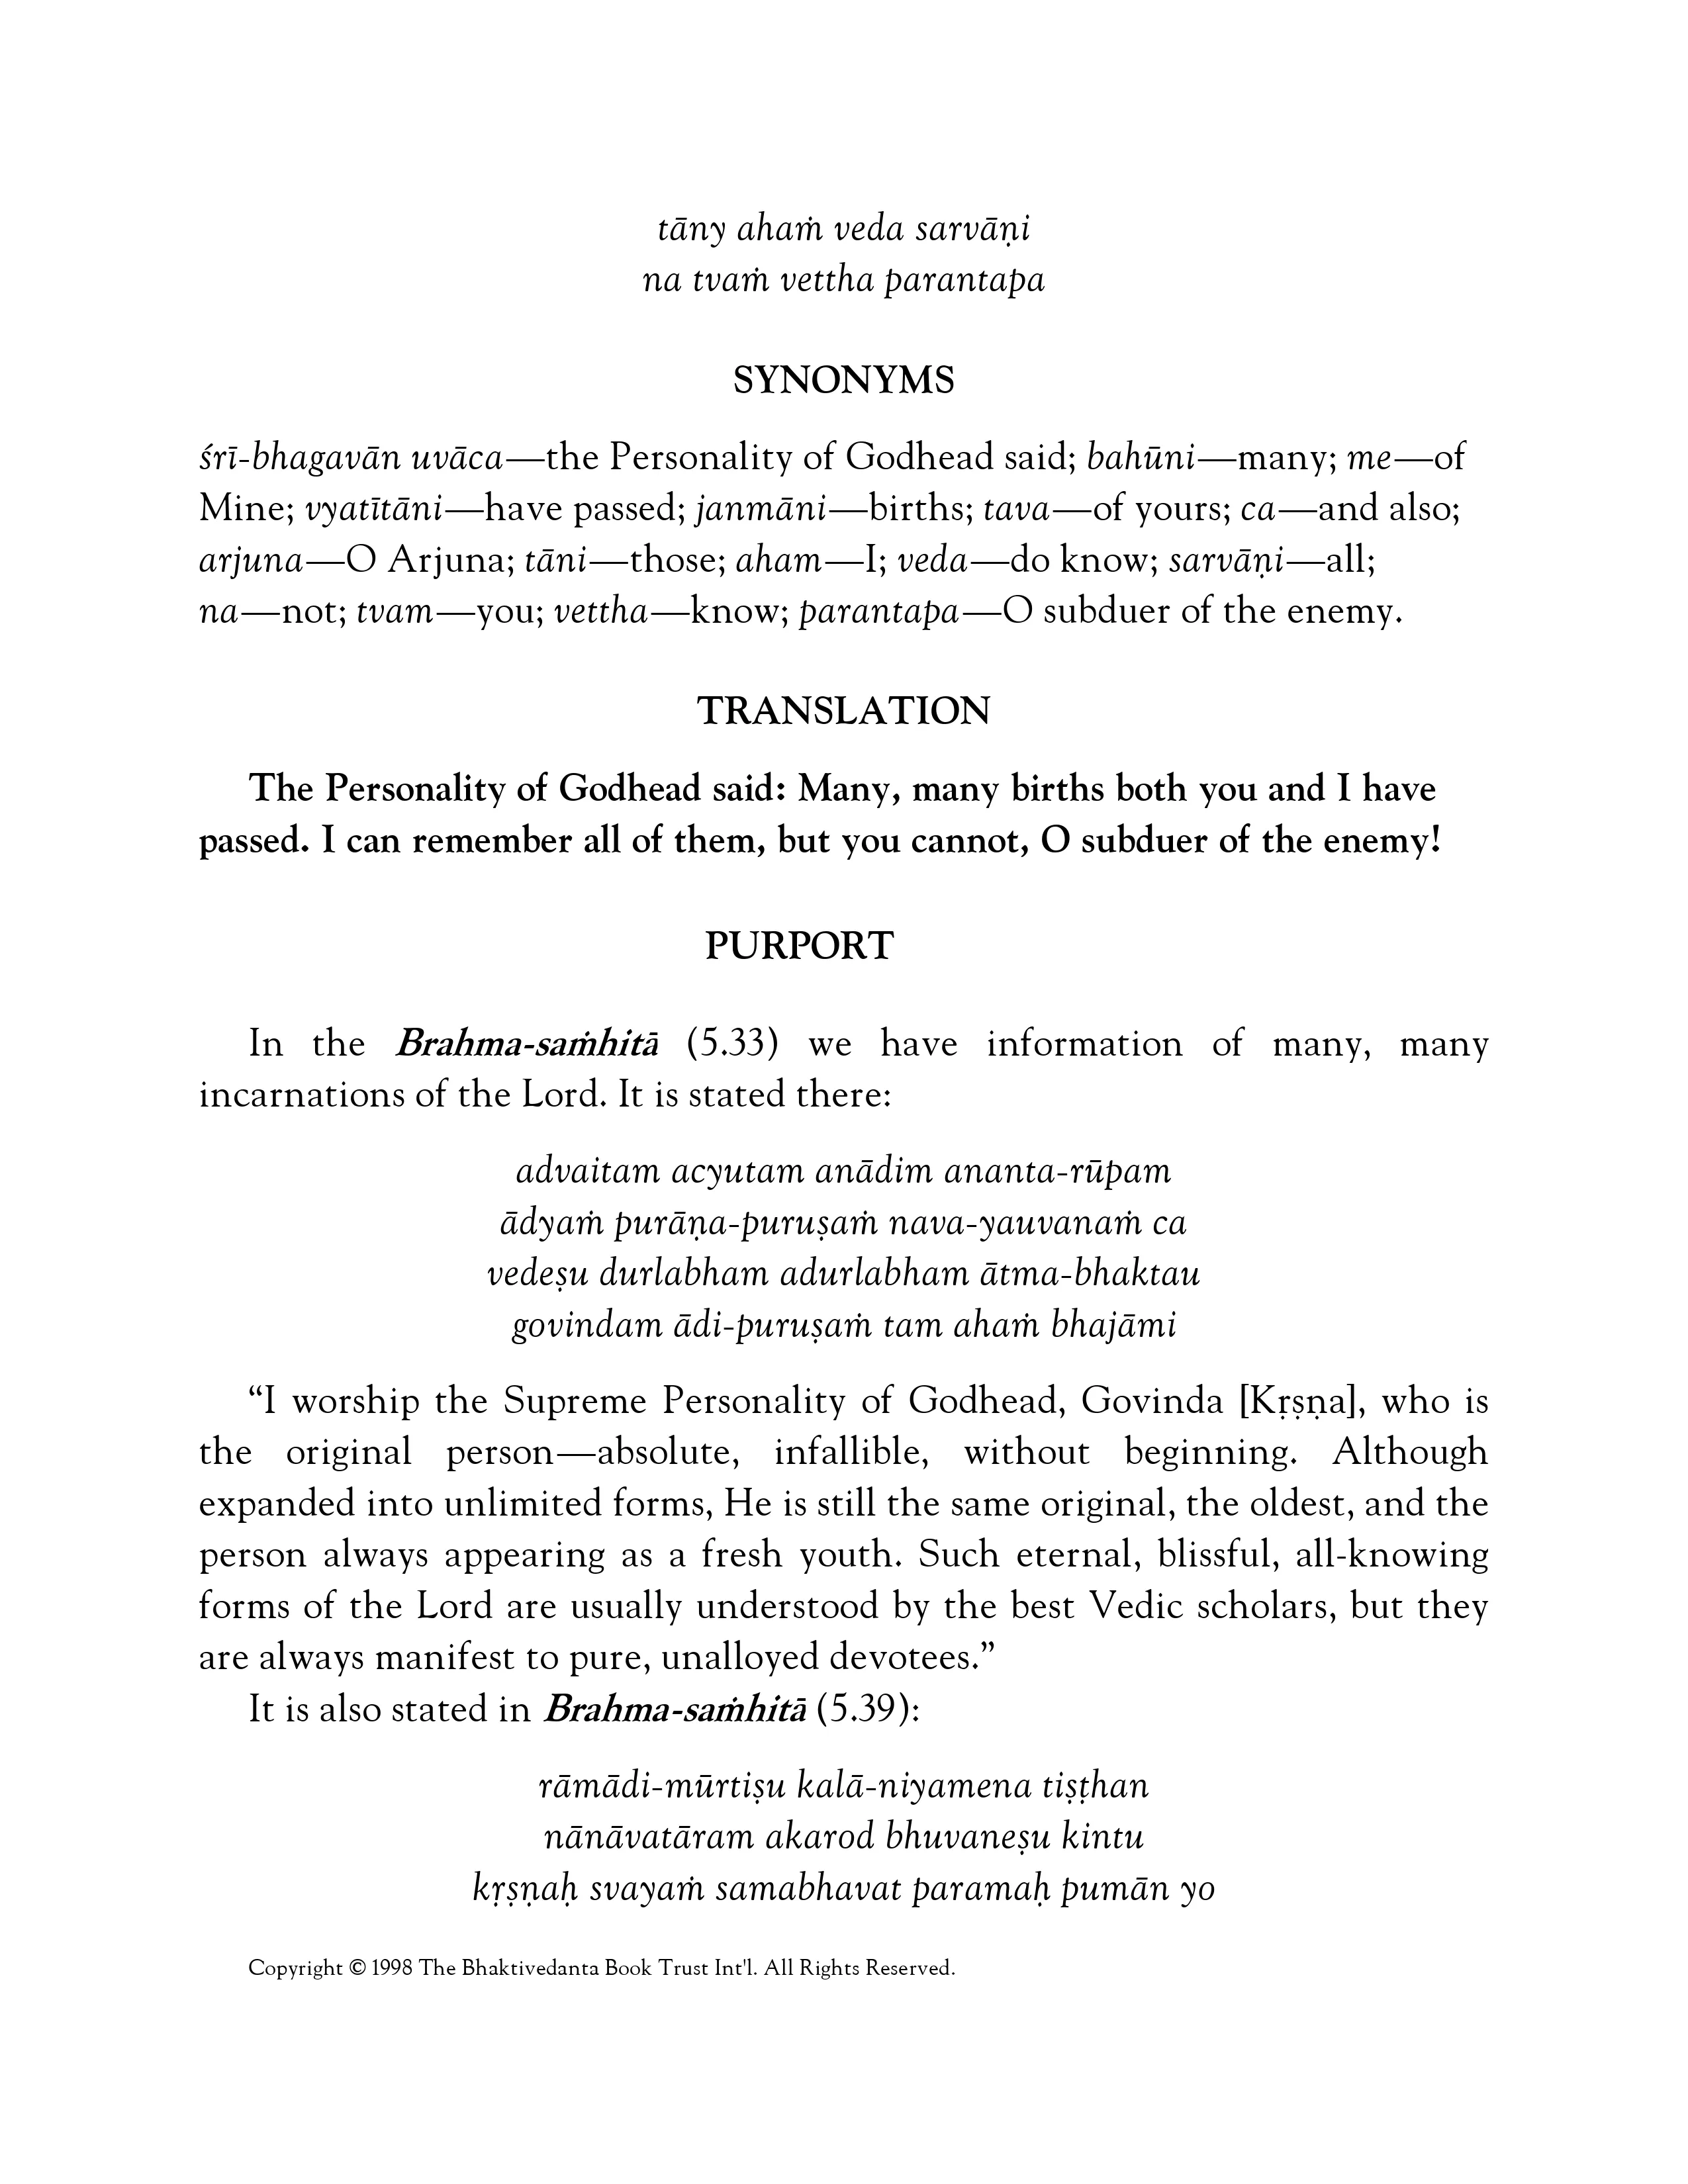 tāny ahaṁ veda sarvāṇi
na tvaṁ vettha parantapa
SYNONYMS
śrī-bhagavān uvāca—the Personality of Godhead said; bahūni—many; me—of
Mine; vyatītāni—have passed; janmāni—births; tava—of yours; ca—and also;
arjuna—O Arjuna; tāni—those; aham—I; veda—do know; sarvāṇi—all;
na—not; tvam—you; vettha—know; parantapa—O subduer of the enemy.
TRANSLATION
The Personality of Godhead said: Many, many births both you and I have
passed. I can remember all of them, but you cannot, O subduer of the enemy!
PURPORT
In the Brahma-saṁhitā (5.33) we have information of many, many
incarnations of the Lord. It is stated there:
advaitam acyutam anādim ananta-rūpam
ādyaṁ purāṇa-puruṣaṁ nava-yauvanaṁ ca
vedeṣu durlabham adurlabham ātma-bhaktau
govindam ādi-puruṣaṁ tam ahaṁ bhajāmi
“I worship the Supreme Personality of Godhead, Govinda [Kṛṣṇa], who is
the original person—absolute, infallible, without beginning. Although
expanded into unlimited forms, He is still the same original, the oldest, and the
person always appearing as a fresh youth. Such eternal, blissful, all-knowing
forms of the Lord are usually understood by the best Vedic scholars, but they
are always manifest to pure, unalloyed devotees.”
It is also stated in Brahma-saṁhitā (5.39):
rāmādi-mūrtiṣu kalā-niyamena tiṣṭhan
nānāvatāram akarod bhuvaneṣu kintu
kṛṣṇaḥ svayaṁ samabhavat paramaḥ pumān yo
Copyright © 1998 The Bhaktivedanta Book Trust Int'l. All Rights Reserved.